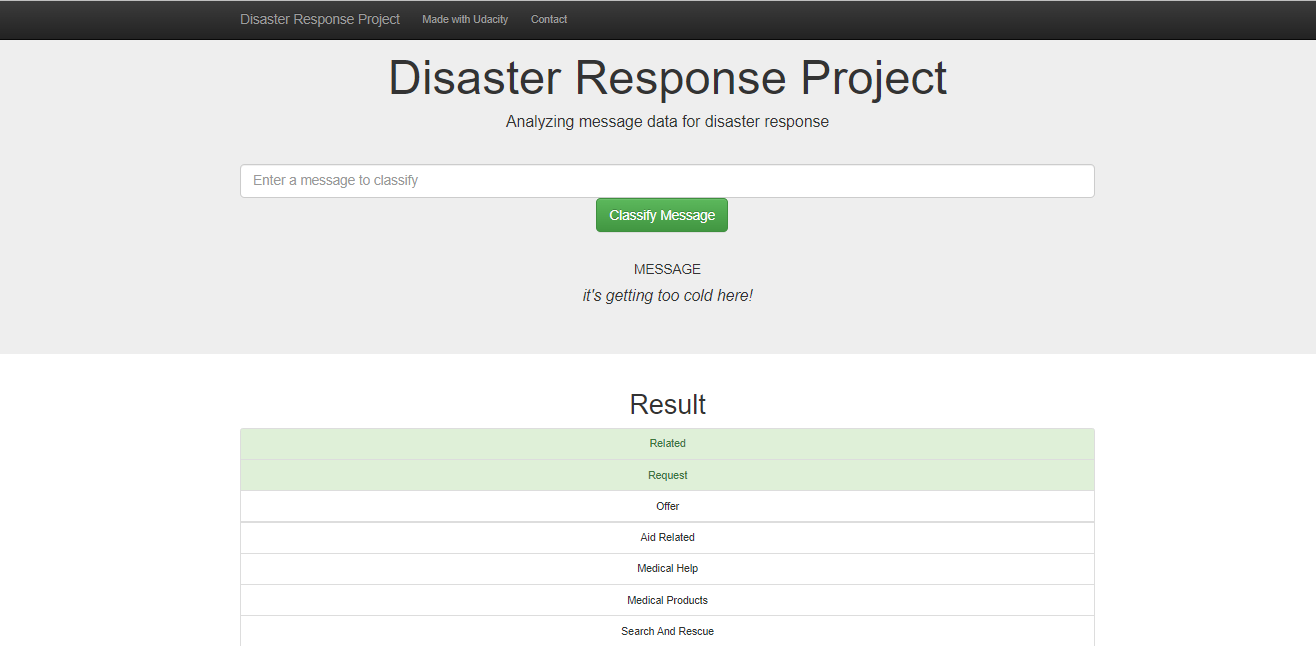 Disaster Response Project Made with Udacity Contact
Disaster Response Project
Analyzing message data for disaster response
Enter a message to classify
Classify Message
MESSAGE
it's getting too cold here!
Result
Related
Request
Offer
Aid Related
Medical Help
Medical Products
Search And Rescue